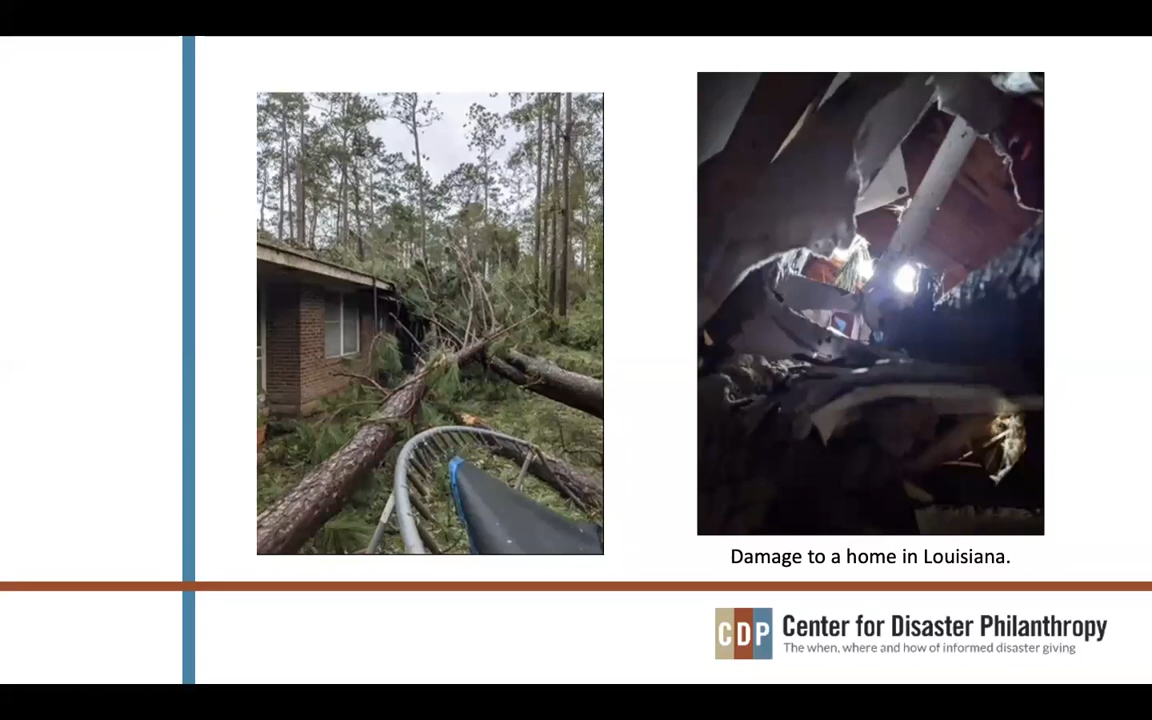 Damage to a home in Louisiana.
CDP Center for Disaster Philanthropy
The when, where and how of informed disaster giving